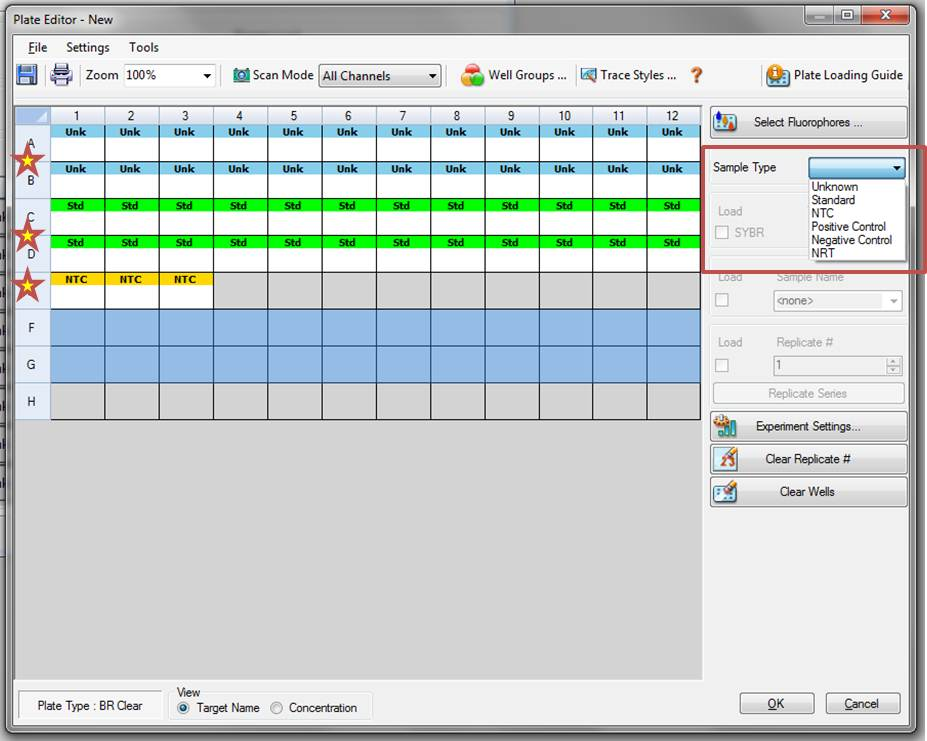 Plate Editor - New
File Settings Tools
Zoom 100% Scan Mode All Channels Well Groups ... Trace Styles ... ? Plate Loading Guide
1 2 3 4 5 6 7 8 9 10 11 12
A Unk Unk Unk Unk Unk Unk Unk Unk Unk Unk Unk Unk
B Unk Unk Unk Unk Unk Unk Unk Unk Unk Unk Unk Unk
C Std Std Std Std Std Std Std Std Std Std Std Std
D Std Std Std Std Std Std Std Std Std Std Std Std
NTC NTC NTC
F
G
H
Select Fluorophores ...
Sample Type
Unknown
Standard
NTC
Positive Control
Negative Control
NRT
Load
SYBR
Load Sample Name
<none>
Load Replicate #
1
Replicate Series
Experiment Settings...
Clear Replicate #
Clear Wells
Plate Type : BR Clear
View
Target Name Concentration
OK Cancel